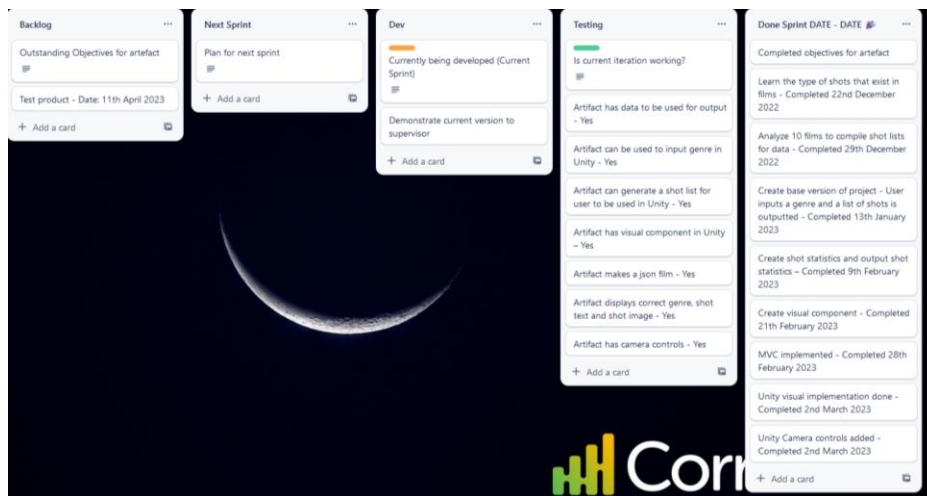 Backlog
Outstanding Objectives for artefact
Test product - Date: 11th April 2023
+ Add a card
Next Sprint
Plan for next sprint
+ Add a card
Dev
Currently being developed (Current
Sprint)
Demonstrate current version to
supervisor
+ Add a card
Testing
Is current iteration working?
Artifact has data to be used for output
- Yes
Artifact can be used to input genre in
Unity - Yes
Artifact can generate a shot list for
user to be used in Unity - Yes
Artifact has visual component in Unity
– Yes
Artifact makes a json film - Yes
Artifact displays correct genre, shot
text and shot image - Yes
Artifact has camera controls - Yes
+ Add a card
Done Sprint DATE - DATE 🎉
Completed objectives for artefact
Learn the type of shots that exist in
films - Completed 22nd December
2022
Analyze 10 films to compile shot lists
for data - Completed 29th December
2022
Create base version of project - User
inputs a genre and a list of shots is
outputted - Completed 13th January
2023
Create shot statistics and output shot
statistics – Completed 9th February
2023
Create visual component - Completed
21th February 2023
MVC implemented - Completed 28th
February 2023
Unity visual implementation done -
Completed 2nd March 2023
Unity Camera controls added -
Completed 2nd March 2023
+ Add a card